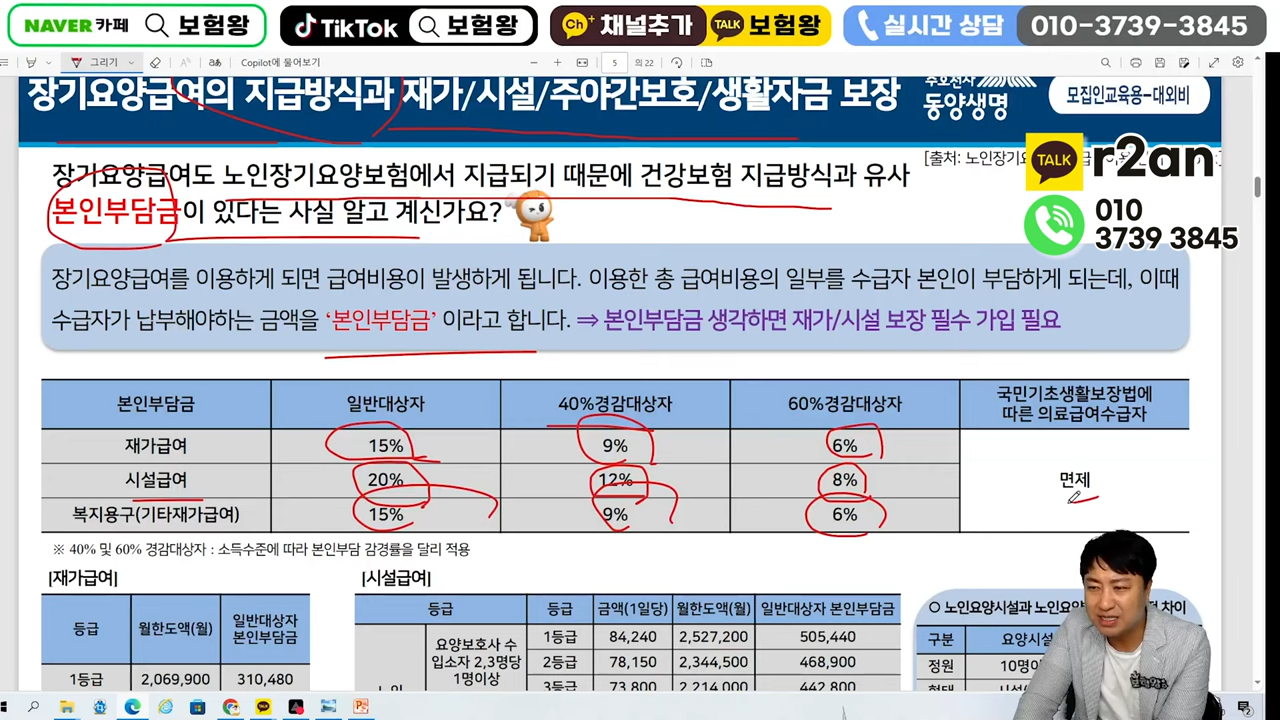 NAVER 카페 보험왕 TikTok 보험왕 Ch+ 채널추가 TALK 보험왕 실시간 상담 010-3739-3845
그리기 aあ Copilot에 물어보기 5 의 22
장기요양급여의 지급방식과 재가/시설/주야간보호/생활자금 보장
수호천사
동양생명
모집인교육용-대외비
[출처: 노인장기요
TALK r2an
010
3739 3845
장기요양급여도 노인장기요양보험에서 지급되기 때문에 건강보험 지급방식과 유사
본인부담금이 있다는 사실 알고 계신가요?
장기요양급여를 이용하게 되면 급여비용이 발생하게 됩니다. 이용한 총 급여비용의 일부를 수급자 본인이 부담하게 되는데, 이때
수급자가 납부해야하는 금액을 ‘본인부담금’ 이라고 합니다. ⇒ 본인부담금 생각하면 재가/시설 보장 필수 가입 필요
본인부담금 일반대상자 40%경감대상자 60%경감대상자 국민기초생활보장법에
따른 의료급여수급자
재가급여 15% 9% 6%
시설급여 20% 12% 8% 면제
복지용구(기타재가급여) 15% 9% 6%
※ 40% 및 60% 경감대상자 : 소득수준에 따라 본인부담 감경률을 달리 적용
[재가급여]
등급 월한도액(월) 일반대상자
본인부담금
1등급 2,069,900 310,480
[시설급여]
등급 등급 금액(1일당) 월한도액(월) 일반대상자 본인부담금
노인 요양보호사 수
입소자 2,3명당
1명이상
1등급 84,240 2,527,200 505,440
2등급 78,150 2,344,500 468,900
3등급 73,800 2,214,000 442,800
○ 노인요양시설과 노인요 차이
구분 요양시설
정원 10명이
형태